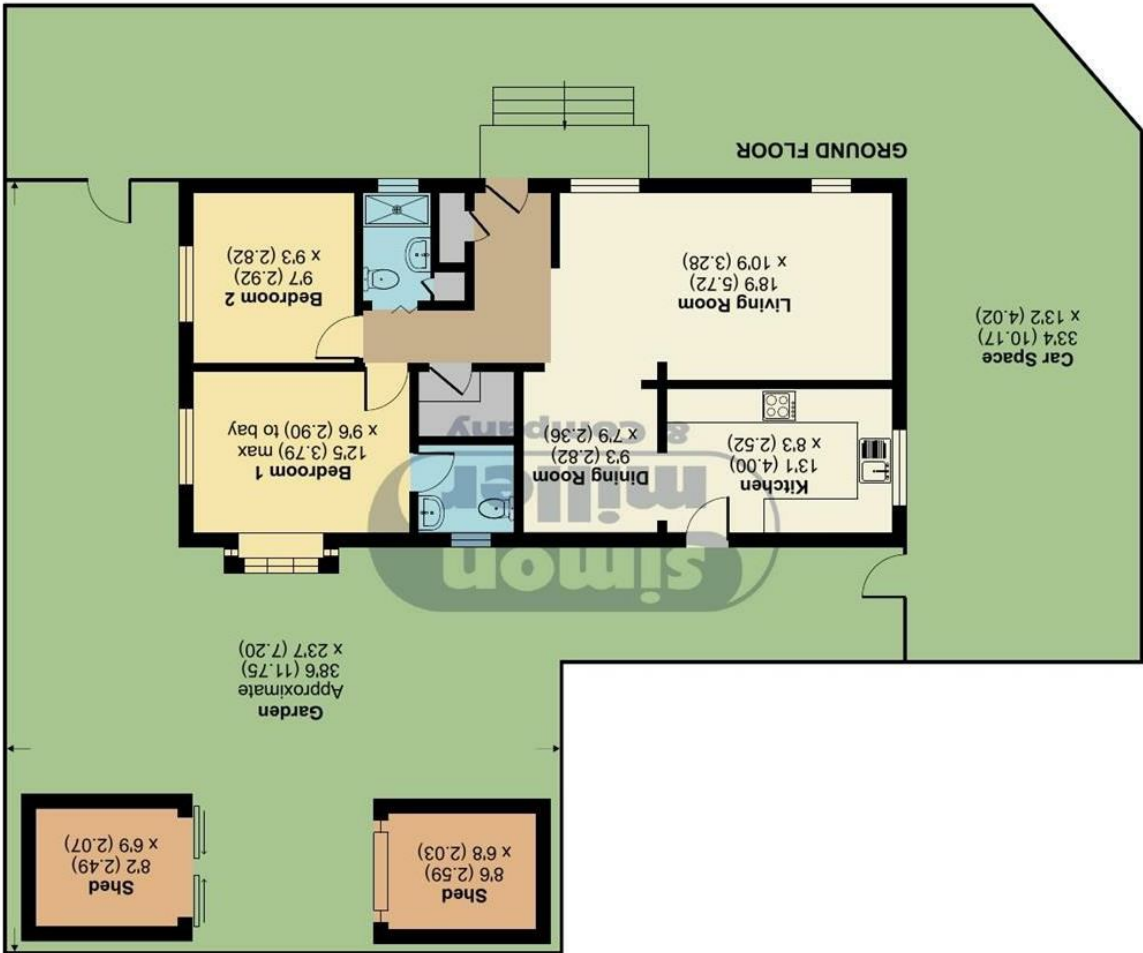 Shed
8'6 (2.59)
x 6'8 (2.03)
Shed
8'2 (2.49)
x 6'9 (2.07)
Garden
Approximate
38'6 (11.75)
x 23'7 (7.20)
simon
miller
& company
Kitchen
13'1 (4.00)
x 8'3 (2.52)
Dining Room
9'3 (2.82)
x 7'9 (2.36)
Bedroom 1
12'5 (3.79) max
x 9'6 (2.90) to bay
Car Space
33'4 (10.17)
x 13'2 (4.02)
Living Room
18'9 (5.72)
x 10'9 (3.28)
Bedroom 2
9'7 (2.92)
x 9'3 (2.82)
GROUND FLOOR